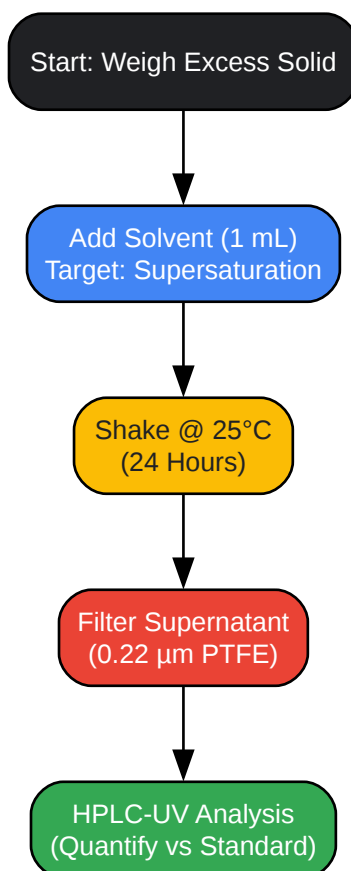 Start: Weigh Excess Solid
Add Solvent (1 mL)
Target: Supersaturation
Shake @ 25°C
(24 Hours)
Filter Supernatant
(0.22 µm PTFE)
HPLC-UV Analysis
(Quantify vs Standard)